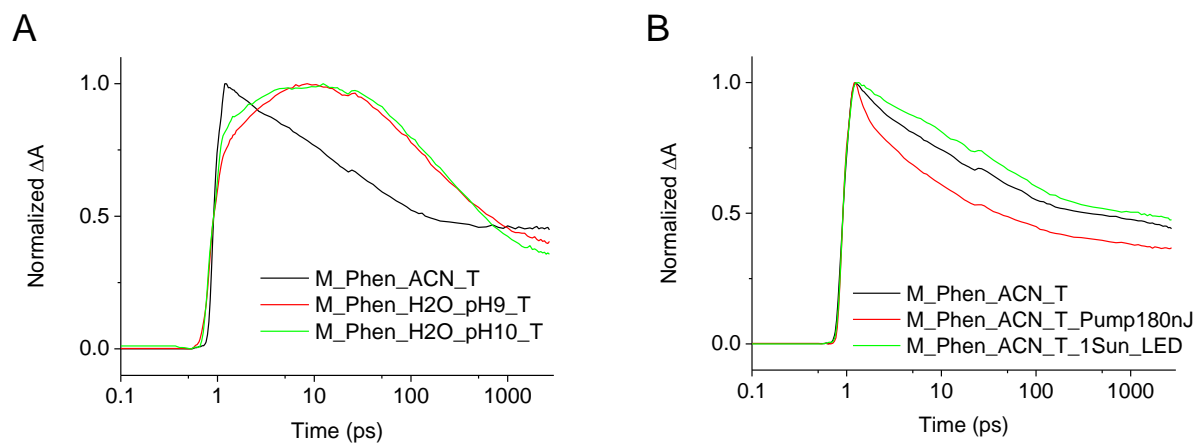 A
Normalized ΔA
1.0
0.5
0.0
M_Phen_ACN_T
M_Phen_H2O_pH9_T
M_Phen_H2O_pH10_T
0.1
1
10
100
1000
Time (ps)
B
Normalized ΔA
1.0
0.5
0.0
M_Phen_ACN_T
M_Phen_ACN_T_Pump180nJ
M_Phen_ACN_T_1Sun_LED
0.1
1
10
100
1000
Time (ps)